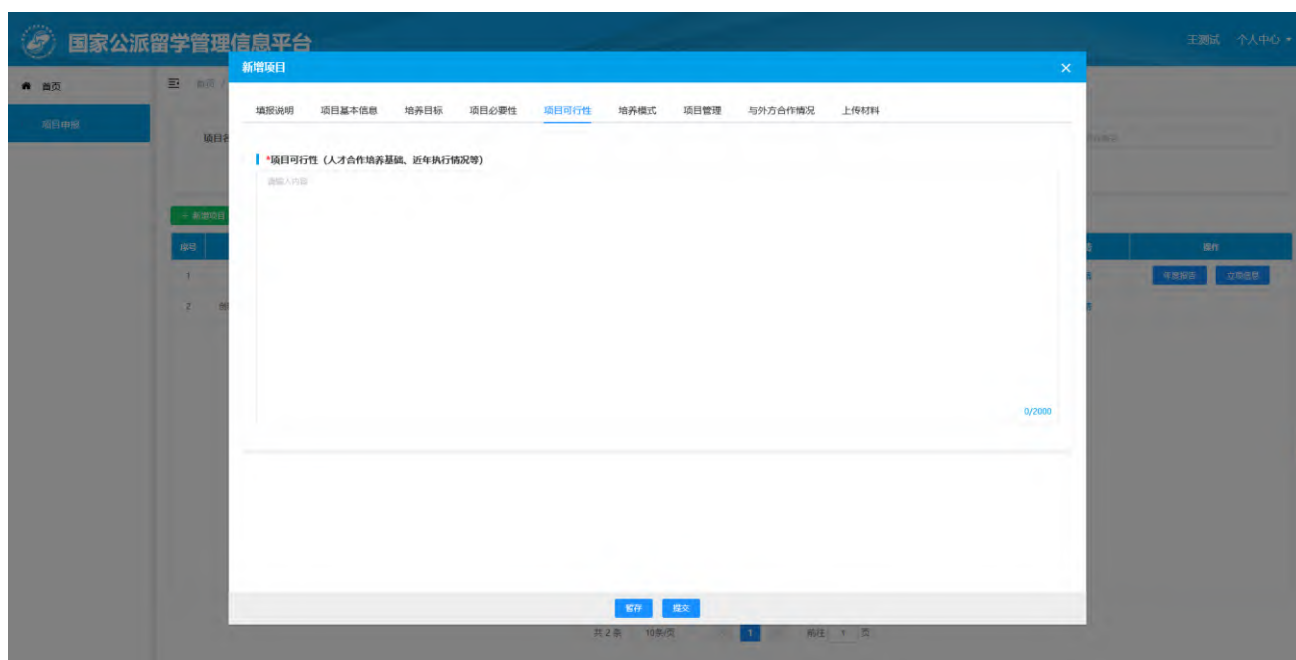 国家公派留学管理信息平台
王测试 个人中心
新增项目
首页
首页 /
项目申报
填报说明 项目基本信息 培养目标 项目必要性 项目可行性 培养模式 项目管理 与外方合作情况 上传材料
*项目可行性（人才合作培养基础、近年执行情况等）
请输入内容
+ 新增项目
序号 操作
1 年度报告 立项信息
2
0/2000
暂存 提交
共 2 条 10条/页 1 前往 1 页